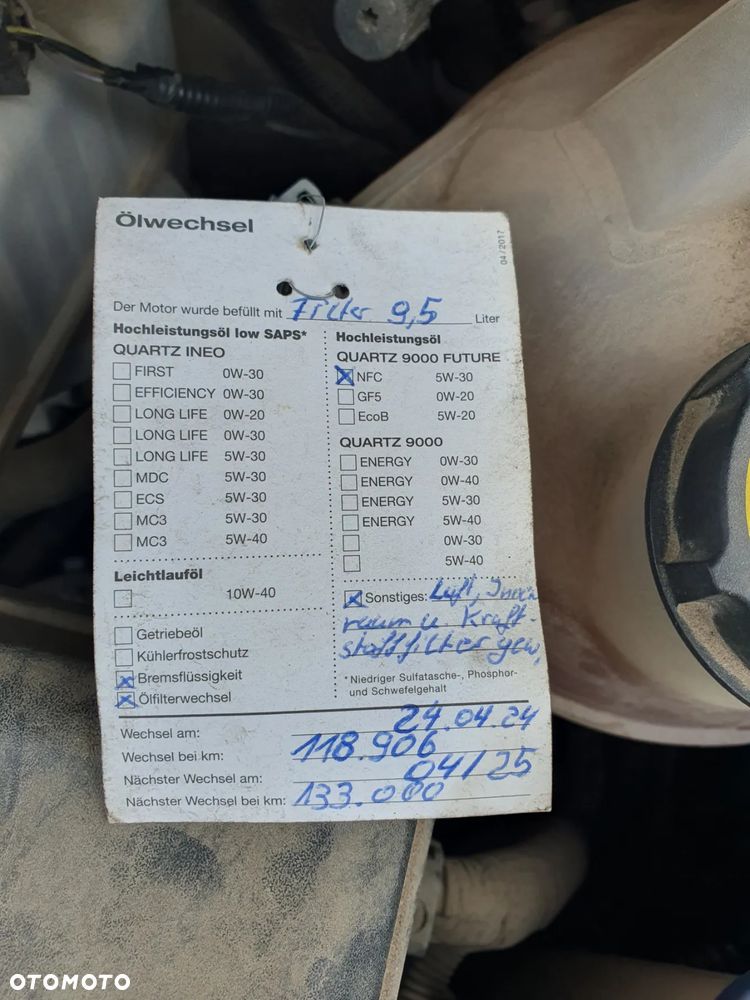 Ölwechsel
04/2017
Der Motor wurde befüllt mit Filter 9,5 Liter
Hochleistungsöl low SAPS*
QUARTZ INEO
FIRST 0W-30
EFFICIENCY 0W-30
LONG LIFE 0W-20
LONG LIFE 0W-30
LONG LIFE 5W-30
MDC 5W-30
ECS 5W-30
MC3 5W-30
MC3 5W-40
Leichtlauföl
10W-40
Getriebeöl
Kühlerfrostschutz
Bremsflüssigkeit
Ölfilterwechsel
Hochleistungsöl
QUARTZ 9000 FUTURE
NFC 5W-30
GF5 0W-20
EcoB 5W-20
QUARTZ 9000
ENERGY 0W-30
ENERGY 0W-40
ENERGY 5W-30
ENERGY 5W-40
0W-30
5W-40
Sonstiges: Luft, Innen
raum u Kraft-
stofffilter gew.
*Niedriger Sulfatasche-, Phosphor-
und Schwefelgehalt
Wechsel am: 24.04.24
Wechsel bei km: 118.906
Nächster Wechsel am: 04/25
Nächster Wechsel bei km: 133.000
OTOMOTO